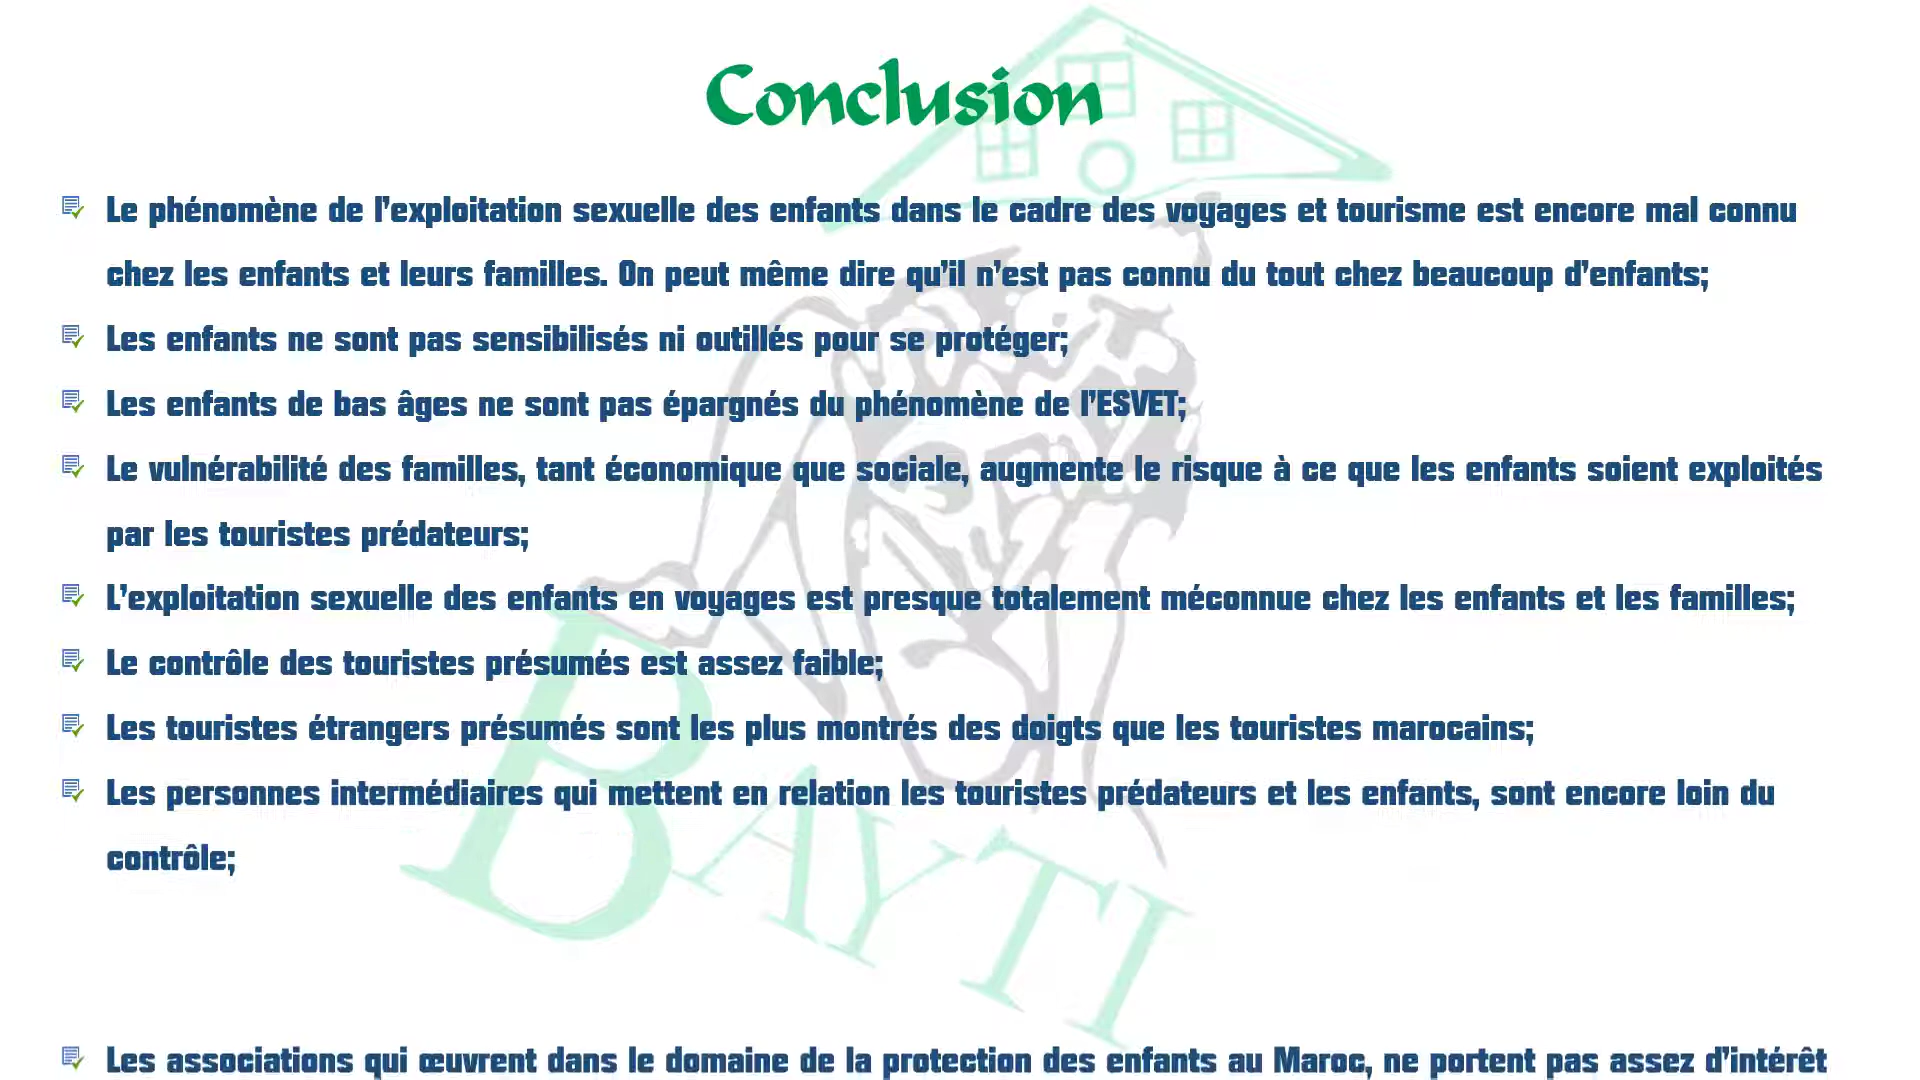 Conclusion
Le phénomène de l'exploitation sexuelle des enfants dans le cadre des voyages et tourisme est encore mal connu
chez les enfants et leurs familles. On peut même dire qu'il n'est pas connu du tout chez beaucoup d'enfants;
Les enfants ne sont pas sensibilisés ni outillés pour se protéger;
Les enfants de bas âges ne sont pas épargnés du phénomène de l'ESVET;
Le vulnérabilité des familles, tant économique que sociale, augmente le risque à ce que les enfants soient exploités
par les touristes prédateurs;
L'exploitation sexuelle des enfants en voyages est presque totalement méconnue chez les enfants et les familles;
Le contrôle des touristes présumés est assez faible;
Les touristes étrangers présumés sont les plus montrés des doigts que les touristes marocains;
Les personnes intermédiaires qui mettent en relation les touristes prédateurs et les enfants, sont encore loin du
contrôle;
BAYTI
Les associations qui œuvrent dans le domaine de la protection des enfants au Maroc, ne portent pas assez d'intérêt